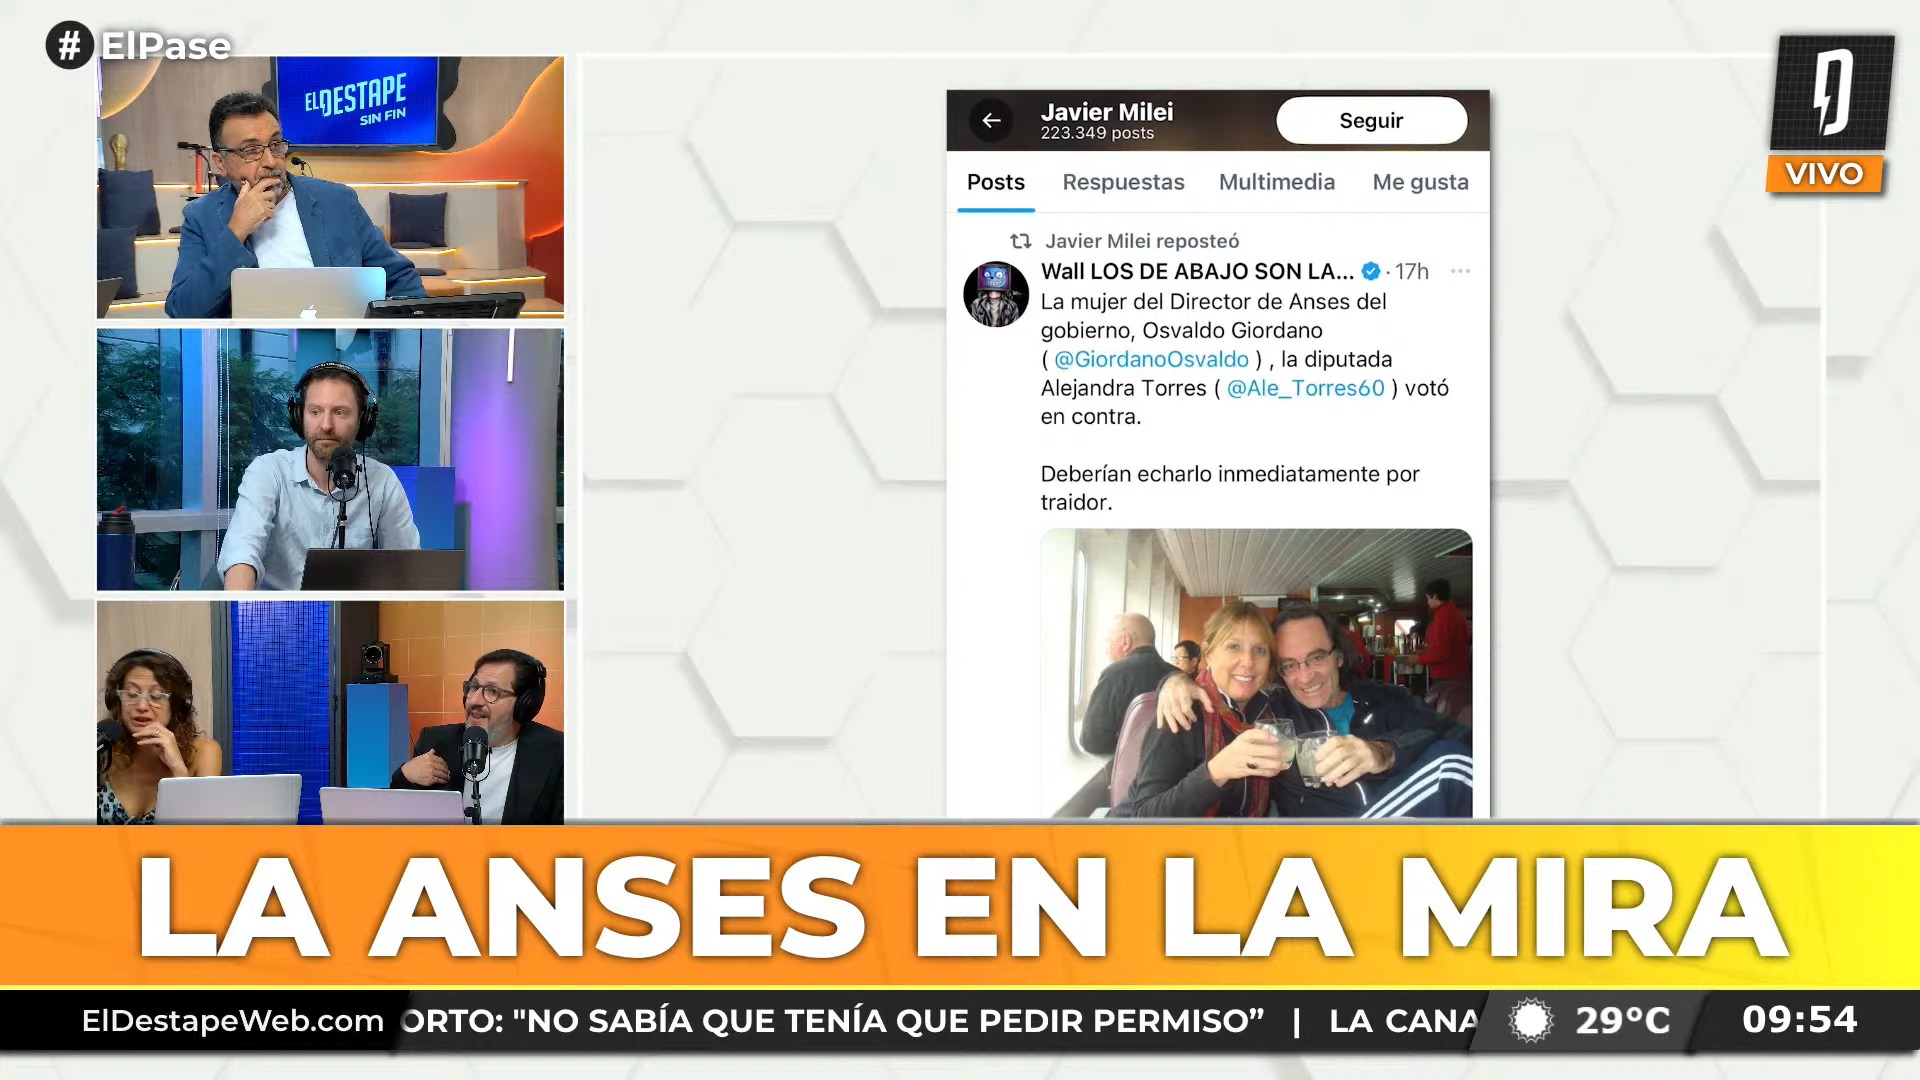 # ElPase
EL DESTAPE
SIN FIN
VIVO
Javier Milei
223.349 posts
Seguir
Posts Respuestas Multimedia Me gusta
Javier Milei reposteó
Wall LOS DE ABAJO SON LA... · 17h
La mujer del Director de Anses del
gobierno, Osvaldo Giordano
( @GiordanoOsvaldo ) , la diputada
Alejandra Torres ( @Ale_Torres60 ) votó
en contra.
Deberían echarlo inmediatamente por
traidor.
LA ANSES EN LA MIRA
ElDestapeWeb.com ORTO: "NO SABÍA QUE TENÍA QUE PEDIR PERMISO” | LA CANA 29°C 09:54